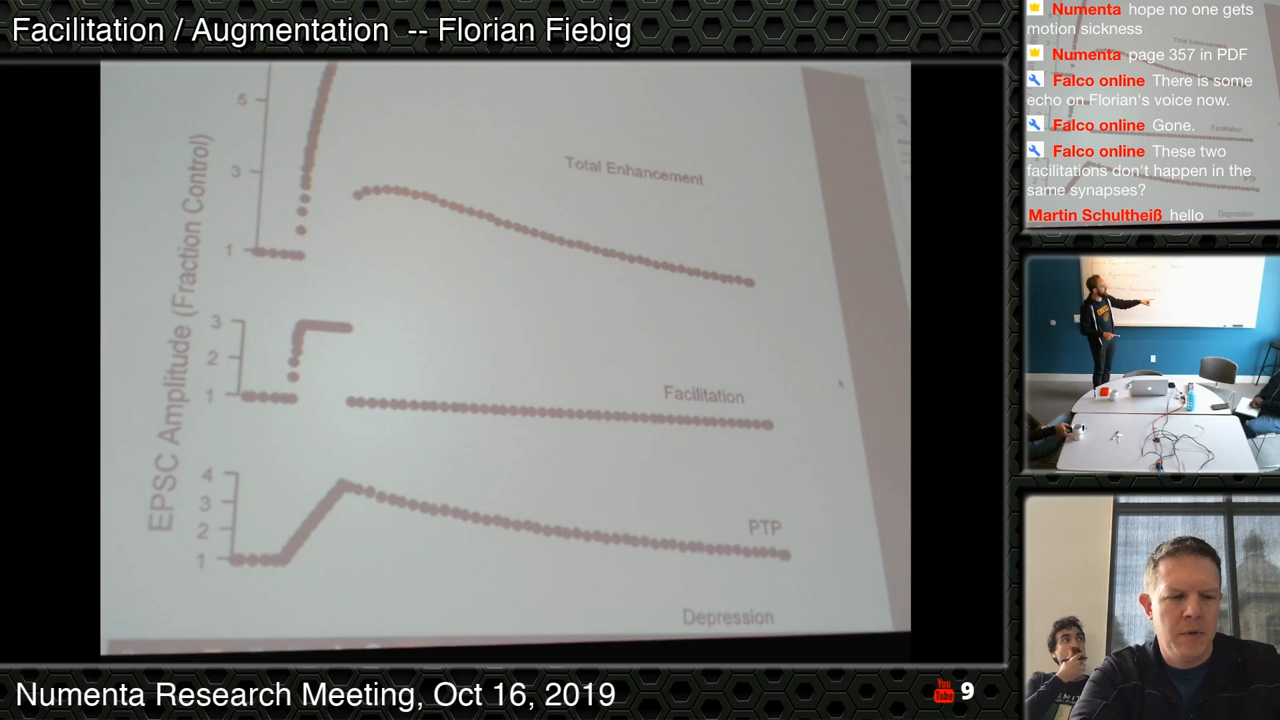 Facilitation / Augmentation -- Florian Fiebig
5
3
1
Total Enhancement
EPSC Amplitude (Fraction Control)
3
2
1
Facilitation
4
3
2
1
PTP
Depression
Numenta Research Meeting, Oct 16, 2019
You
Tube
9
Numenta hope no one gets
motion sickness
Numenta page 357 in PDF
Falco online There is some
echo on Florian's voice now.
Falco online Gone.
Falco online These two
facilitations don't happen in the
same synapses?
Martin Schultheiß hello